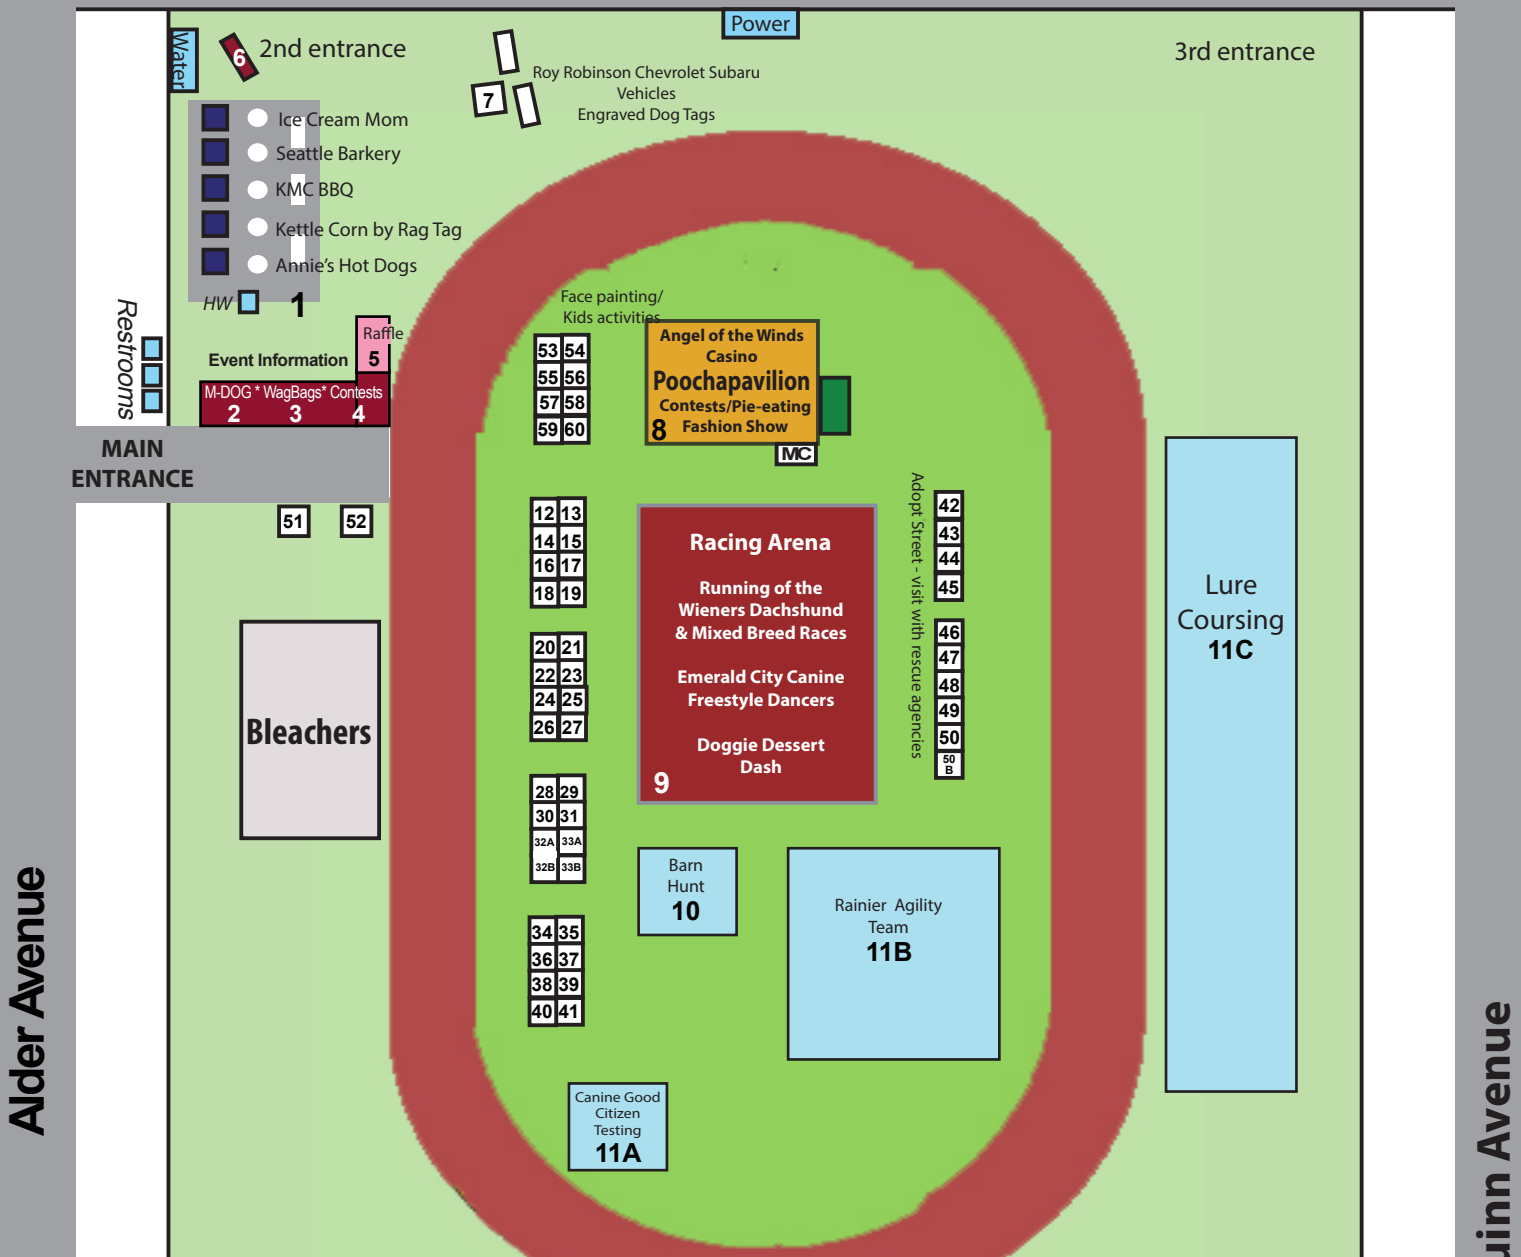 Power
Water
6
2nd entrance
3rd entrance
Roy Robinson Chevrolet Subaru
Vehicles
Engraved Dog Tags
7
Ice Cream Mom
Seattle Barkery
KMC BBQ
Kettle Corn by Rag Tag
Annie's Hot Dogs
HW
1
Restrooms
Raffle
5
Event Information
M-DOG * WagBags* Contests
2 3 4
MAIN
ENTRANCE
51 52
Bleachers
Face painting/
Kids activities
53 54
55 56
57 58
59 60
Angel of the Winds
Casino
Poochapavilion
Contests/Pie-eating
Fashion Show
8
MC
12 13
14 15
16 17
18 19
20 21
22 23
24 25
26 27
28 29
30 31
32A 33A
32B 33B
34 35
36 37
38 39
40 41
Racing Arena
Running of the
Wieners Dachshund
& Mixed Breed Races
Emerald City Canine
Freestyle Dancers
Doggie Dessert
Dash
9
Adopt Street - visit with rescue agencies
42
43
44
45
46
47
48
49
50
50
B
Lure
Coursing
11C
Barn
Hunt
10
Rainier Agility
Team
11B
Canine Good
Citizen
Testing
11A
Alder Avenue
uinn Avenue